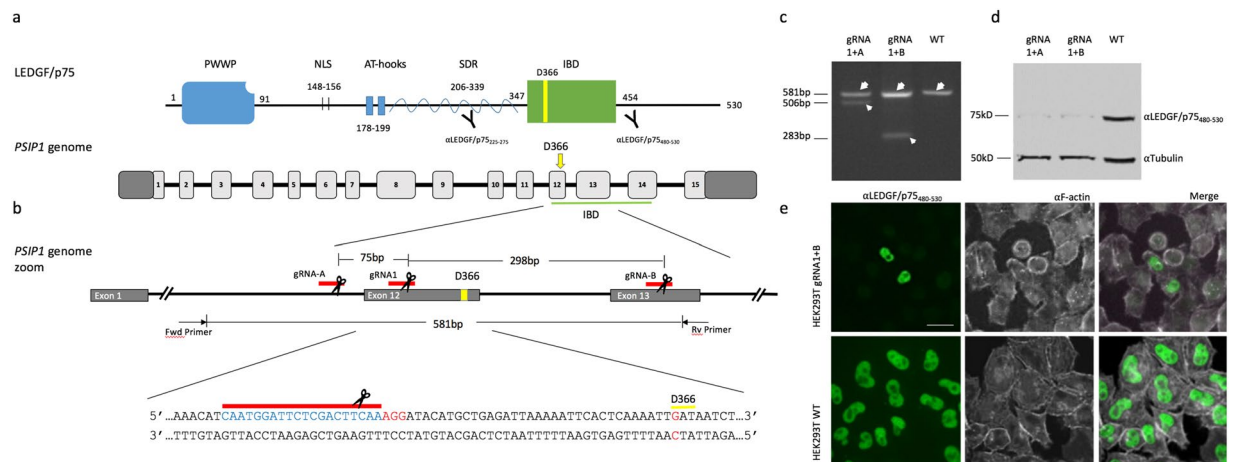 a
PWWP
NLS
AT-hooks
SDR
D366
IBD
LEDGF/p75
148-156
206-339
1
91
347
454
530
178-199
αLEDGF/p75225-275
αLEDGF/p75480-530
PSIP1 genome
D366
1 2 3 4 5 6 7 8 9 10 11 12 13 14 15
IBD
b
PSIP1 genome
zoom
75bp
298bp
gRNA-A
gRNA1
D366
gRNA-B
Exon 1
Exon 12
Exon 13
581bp
Fwd Primer
Rv Primer
D366
5′…AAACATCAATGGATTCTCGACTTCAAAGGATACATGCTGAGATTAAAAATTCACTCAAAATTGATAATCT…3′
3′…TTTGTAGTTACCTAAGAGCTGAAGTTTCCTATGTACGACTCTAATTTTTAAGTGAGTTTTAACTATTAGA…5′
c
gRNA
1+A
gRNA
1+B
WT
581bp
506bp
283bp
d
gRNA
1+A
gRNA
1+B
WT
75kD
αLEDGF/p75480-530
50kD
αTubulin
e
αLEDGF/p75480-530
αF-actin
Merge
HEK293T gRNA1+B
HEK293T WT